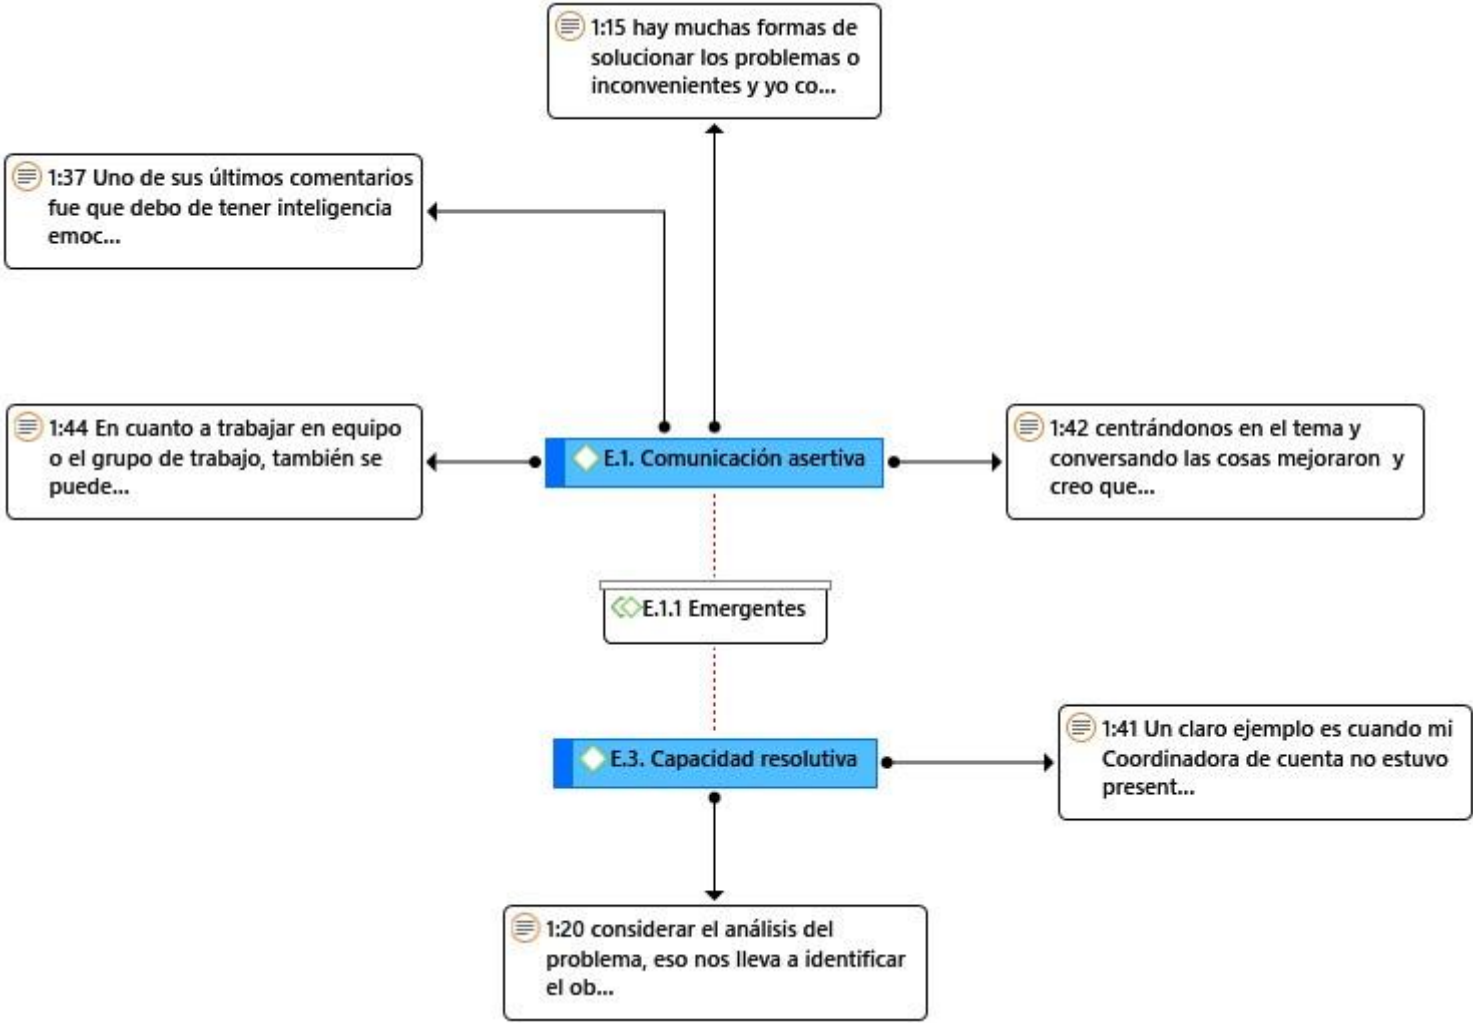 1:15 hay muchas formas de
solucionar los problemas o
inconvenientes y yo co...
1:37 Uno de sus últimos comentarios
fue que debo de tener inteligencia
emoc...
1:44 En cuanto a trabajar en equipo
o el grupo de trabajo, también se
puede...
E.1. Comunicación asertiva
1:42 centrándonos en el tema y
conversando las cosas mejoraron y
creo que...
E.1.1 Emergentes
E.3. Capacidad resolutiva
1:41 Un claro ejemplo es cuando mi
Coordinadora de cuenta no estuvo
present...
1:20 considerar el análisis del
problema, eso nos lleva a identificar
el ob...